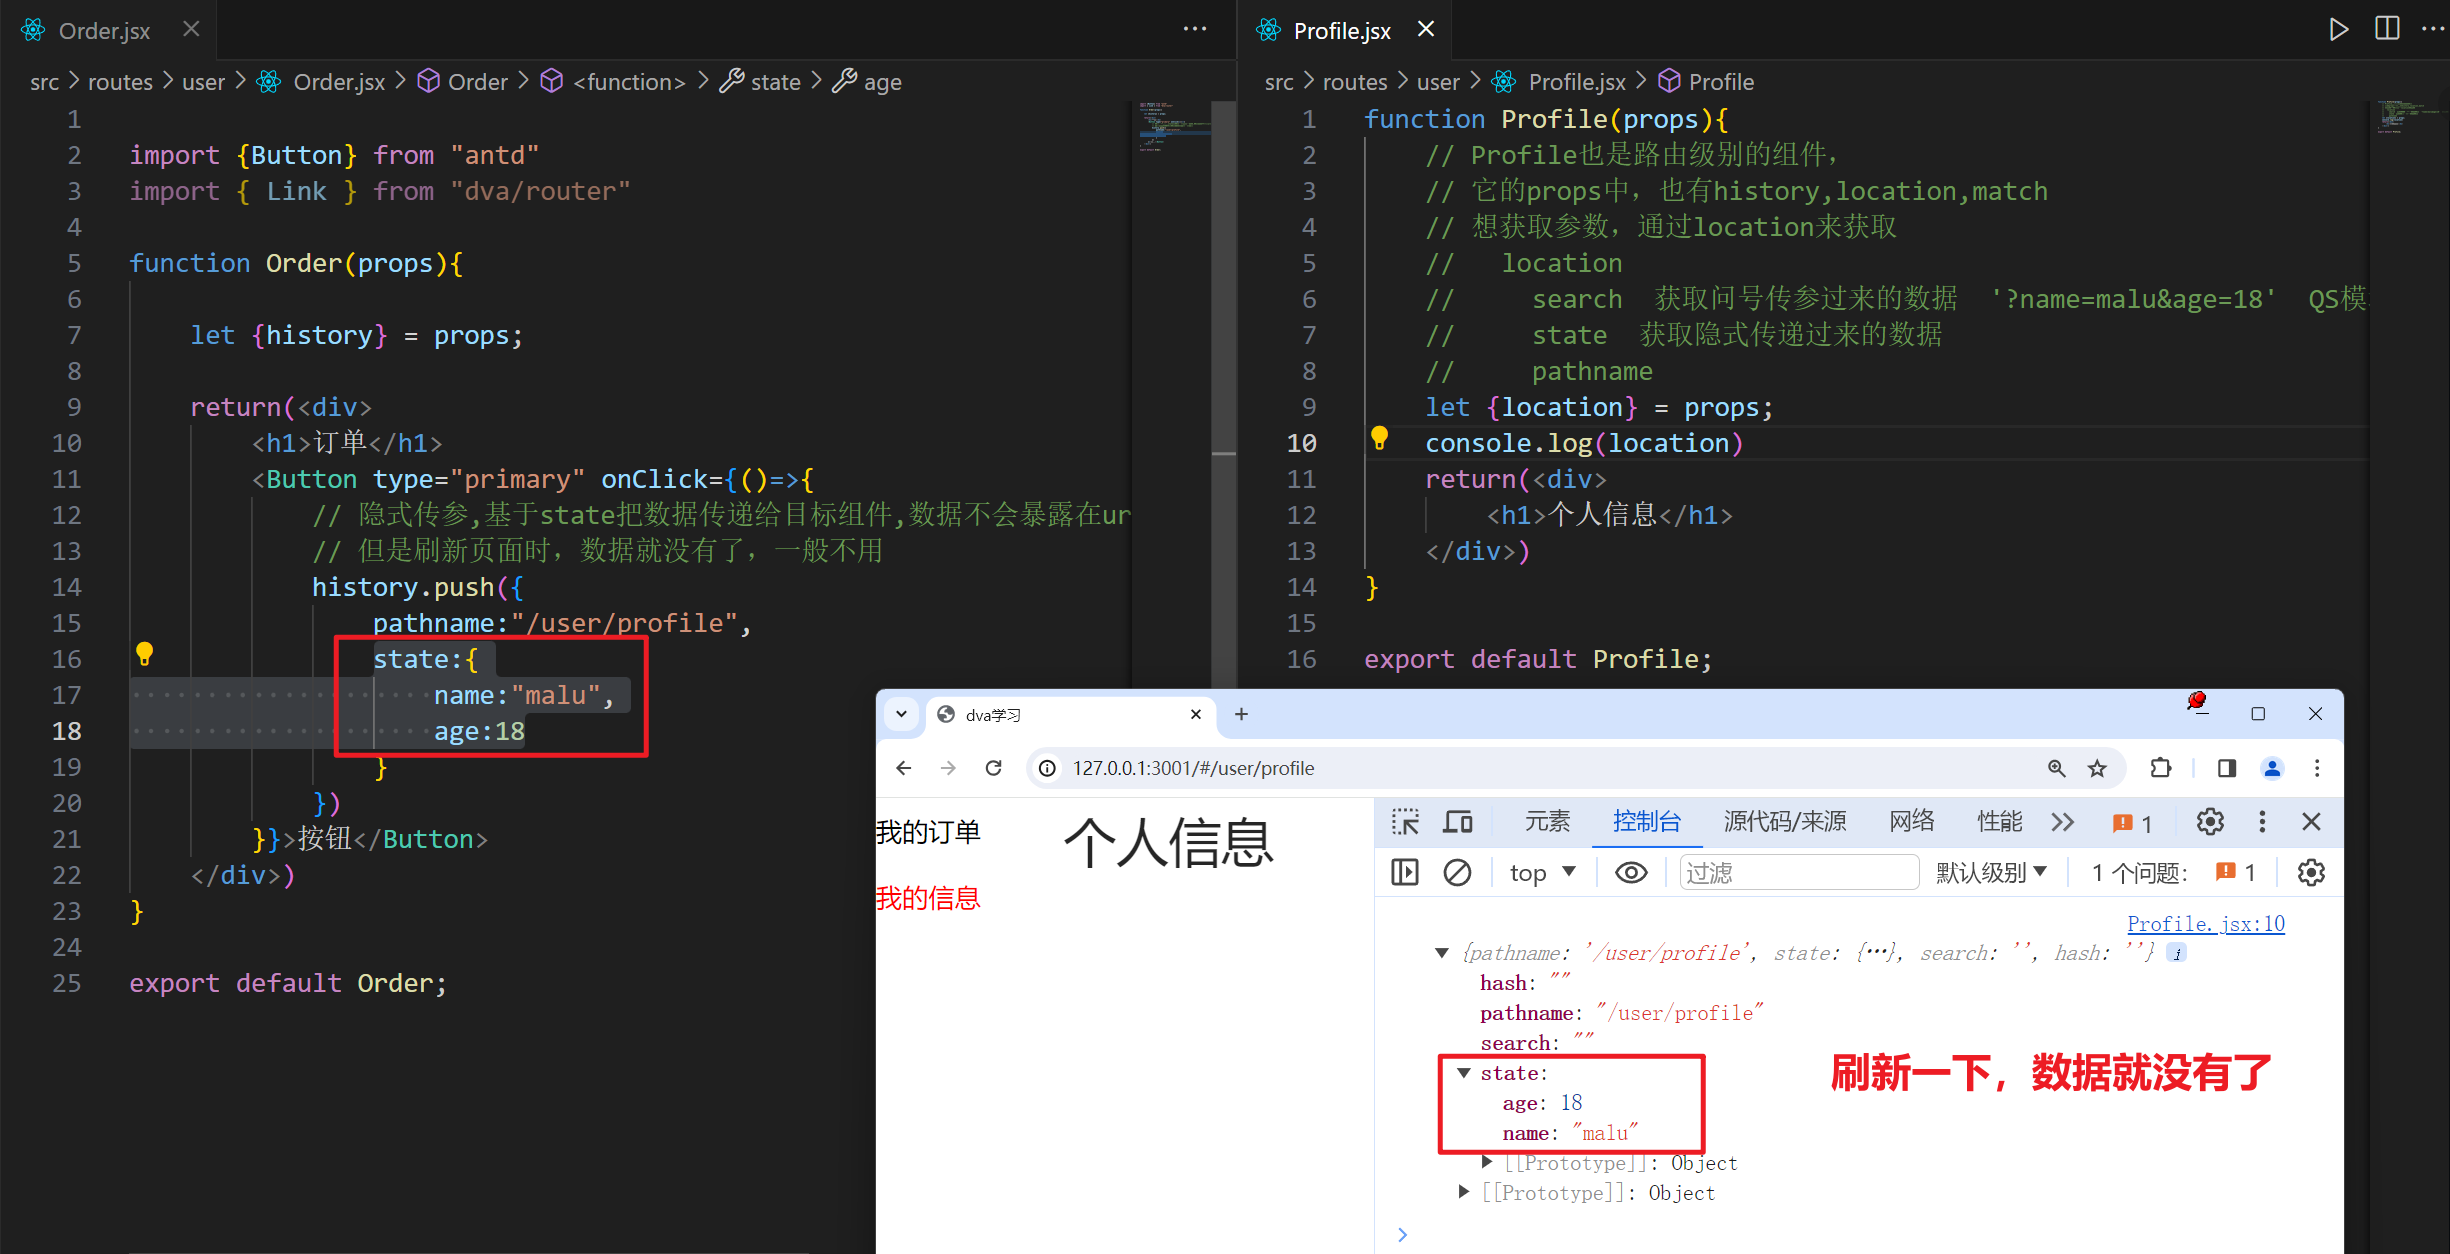 Order.jsx
src > routes > user > Order.jsx > Order > <function> > state > age
1
2 import {Button} from "antd"
3 import { Link } from "dva/router"
4
5 function Order(props){
6
7 let {history} = props;
8
9 return(<div>
10 <h1>订单</h1>
11 <Button type="primary" onClick={()=>{
12 // 隐式传参,基于state把数据传递给目标组件,数据不会暴露在ur
13 // 但是刷新页面时，数据就没有了，一般不用
14 history.push({
15 pathname:"/user/profile",
16 state:{
17 name:"malu",
18 age:18
19 }
20 })
21 }}>按钮</Button>
22 </div>)
23 }
24
25 export default Order;
Profile.jsx
src > routes > user > Profile.jsx > Profile
1 function Profile(props){
2 // Profile也是路由级别的组件，
3 // 它的props中，也有history,location,match
4 // 想获取参数，通过location来获取
5 // location
6 // search 获取问号传参过来的数据 '?name=malu&age=18' QS模
7 // state 获取隐式传递过来的数据
8 // pathname
9 let {location} = props;
10 console.log(location)
11 return(<div>
12 <h1>个人信息</h1>
13 </div>)
14 }
15
16 export default Profile;
dva学习
127.0.0.1:3001/#/user/profile
我的订单
我的信息
个人信息
元素 控制台 源代码/来源 网络 性能 1
top 过滤 默认级别 1 个问题: 1
Profile.jsx:10
{pathname: '/user/profile', state: {…}, search: '', hash: ''} i
hash: ""
pathname: "/user/profile"
search: ""
state:
age: 18
name: "malu"
[[Prototype]]: Object
[[Prototype]]: Object
刷新一下，数据就没有了